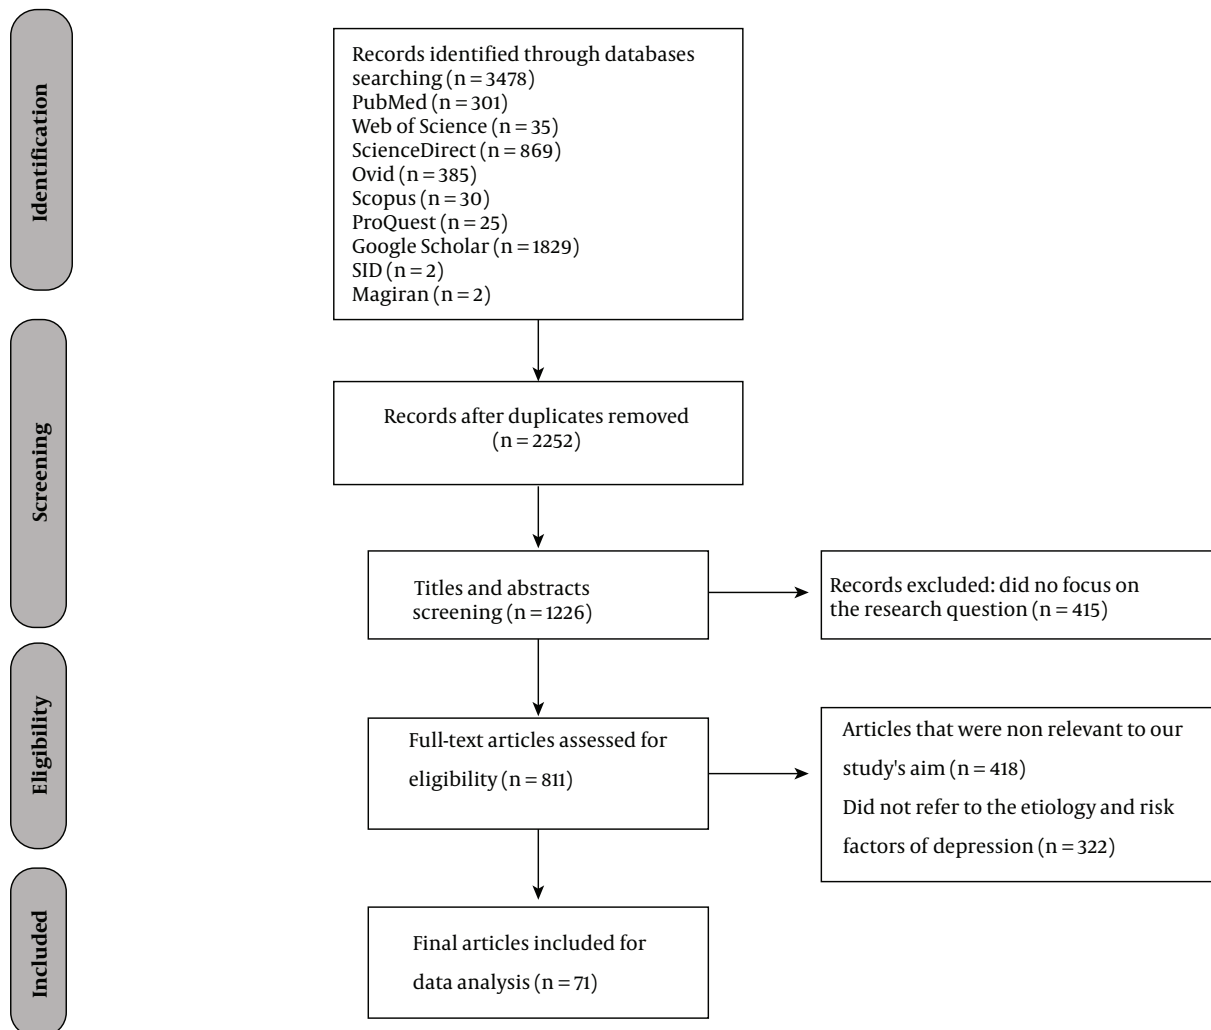 Identification
Records identified through databases
searching (n = 3478)
PubMed (n = 301)
Web of Science (n = 35)
ScienceDirect (n = 869)
Ovid (n = 385)
Scopus (n = 30)
ProQuest (n = 25)
Google Scholar (n = 1829)
SID (n = 2)
Magiran (n = 2)
Screening
Records after duplicates removed
(n = 2252)
Titles and abstracts
screening (n = 1226)
Records excluded: did no focus on
the research question (n = 415)
Eligibility
Full-text articles assessed for
eligibility (n = 811)
Articles that were non relevant to our
study's aim (n = 418)
Did not refer to the etiology and risk
factors of depression (n = 322)
Included
Final articles included for
data analysis (n = 71)